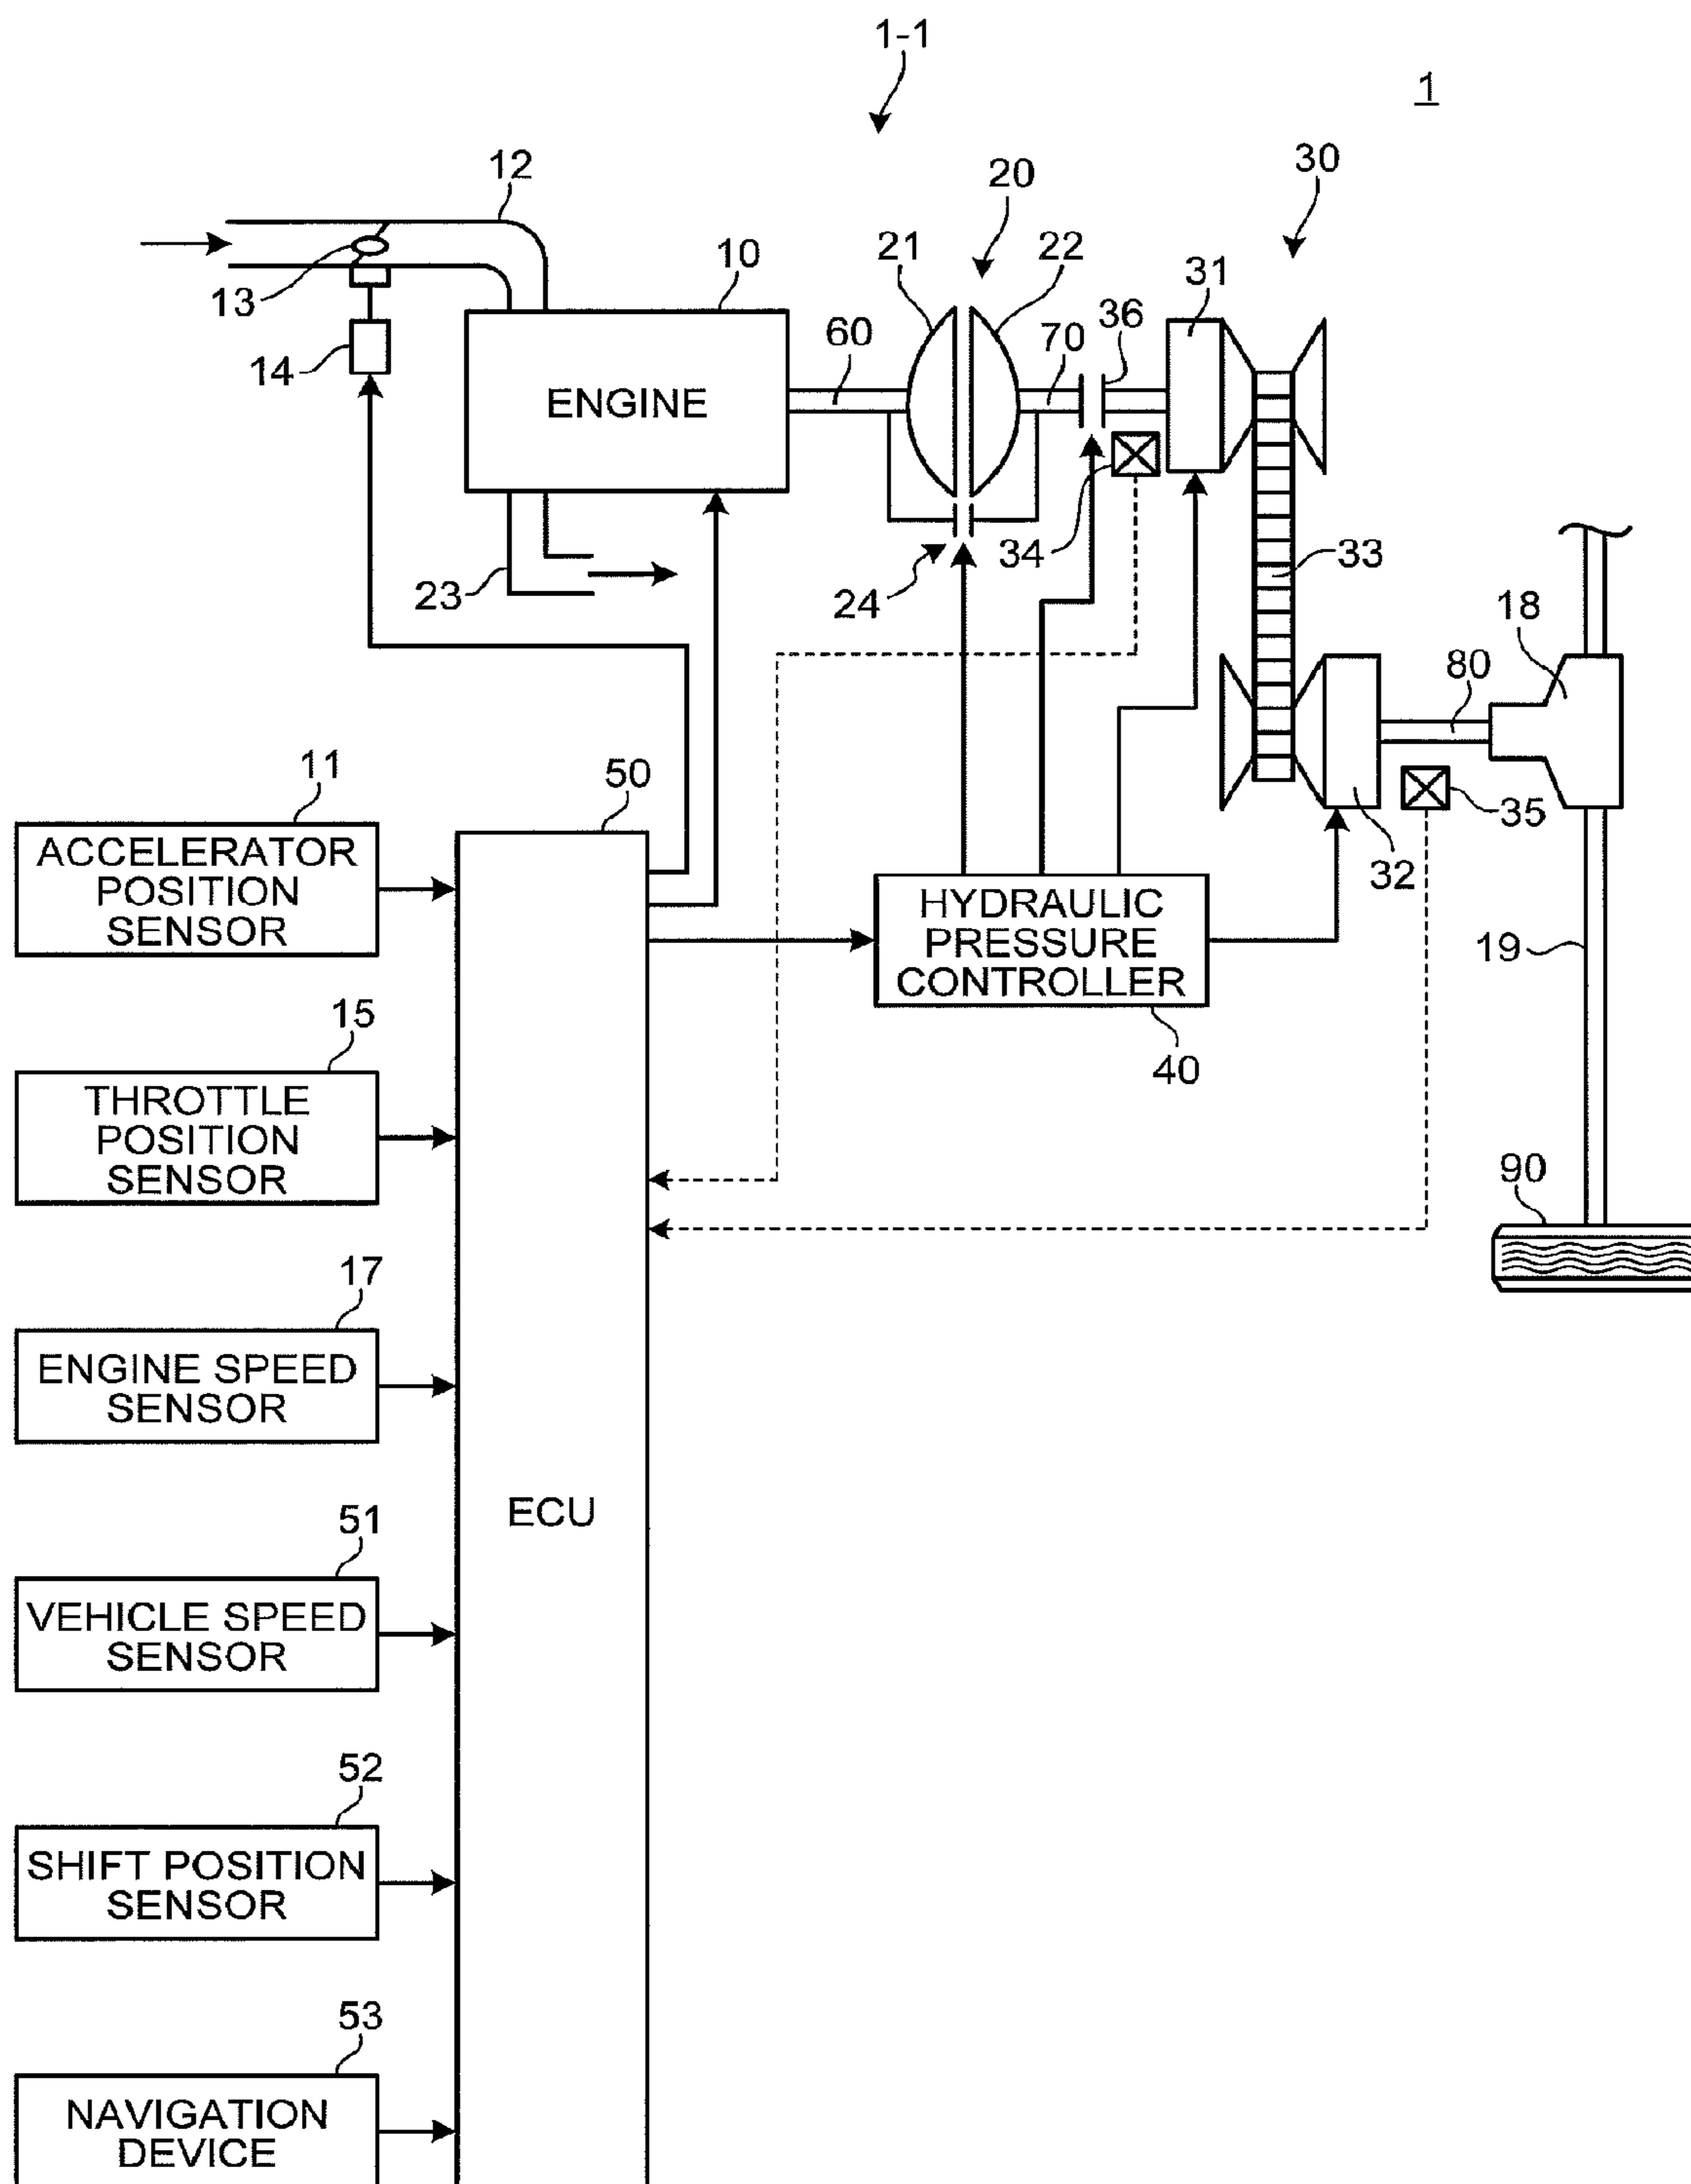 1-1
1
12
20
30
21
22
10
31
13
60
70
36
14
ENGINE
34
33
23
24
18
80
11
50
35
ACCELERATOR
POSITION
SENSOR
32
HYDRAULIC
PRESSURE
CONTROLLER
19
15
40
THROTTLE
POSITION
SENSOR
90
17
ENGINE SPEED
SENSOR
51
ECU
VEHICLE SPEED
SENSOR
52
SHIFT POSITION
SENSOR
53
NAVIGATION
DEVICE